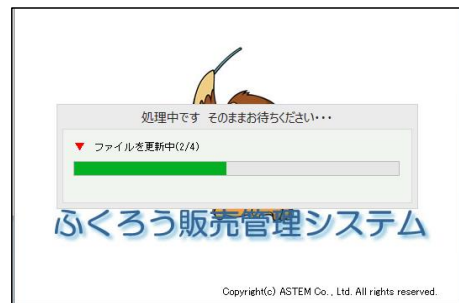 処理中です そのままお待ちください・・・
▼ ファイルを更新中(2/4)
ふくろう販売管理システム
Copyright(c) ASTEM Co., Ltd. All rights reserved.